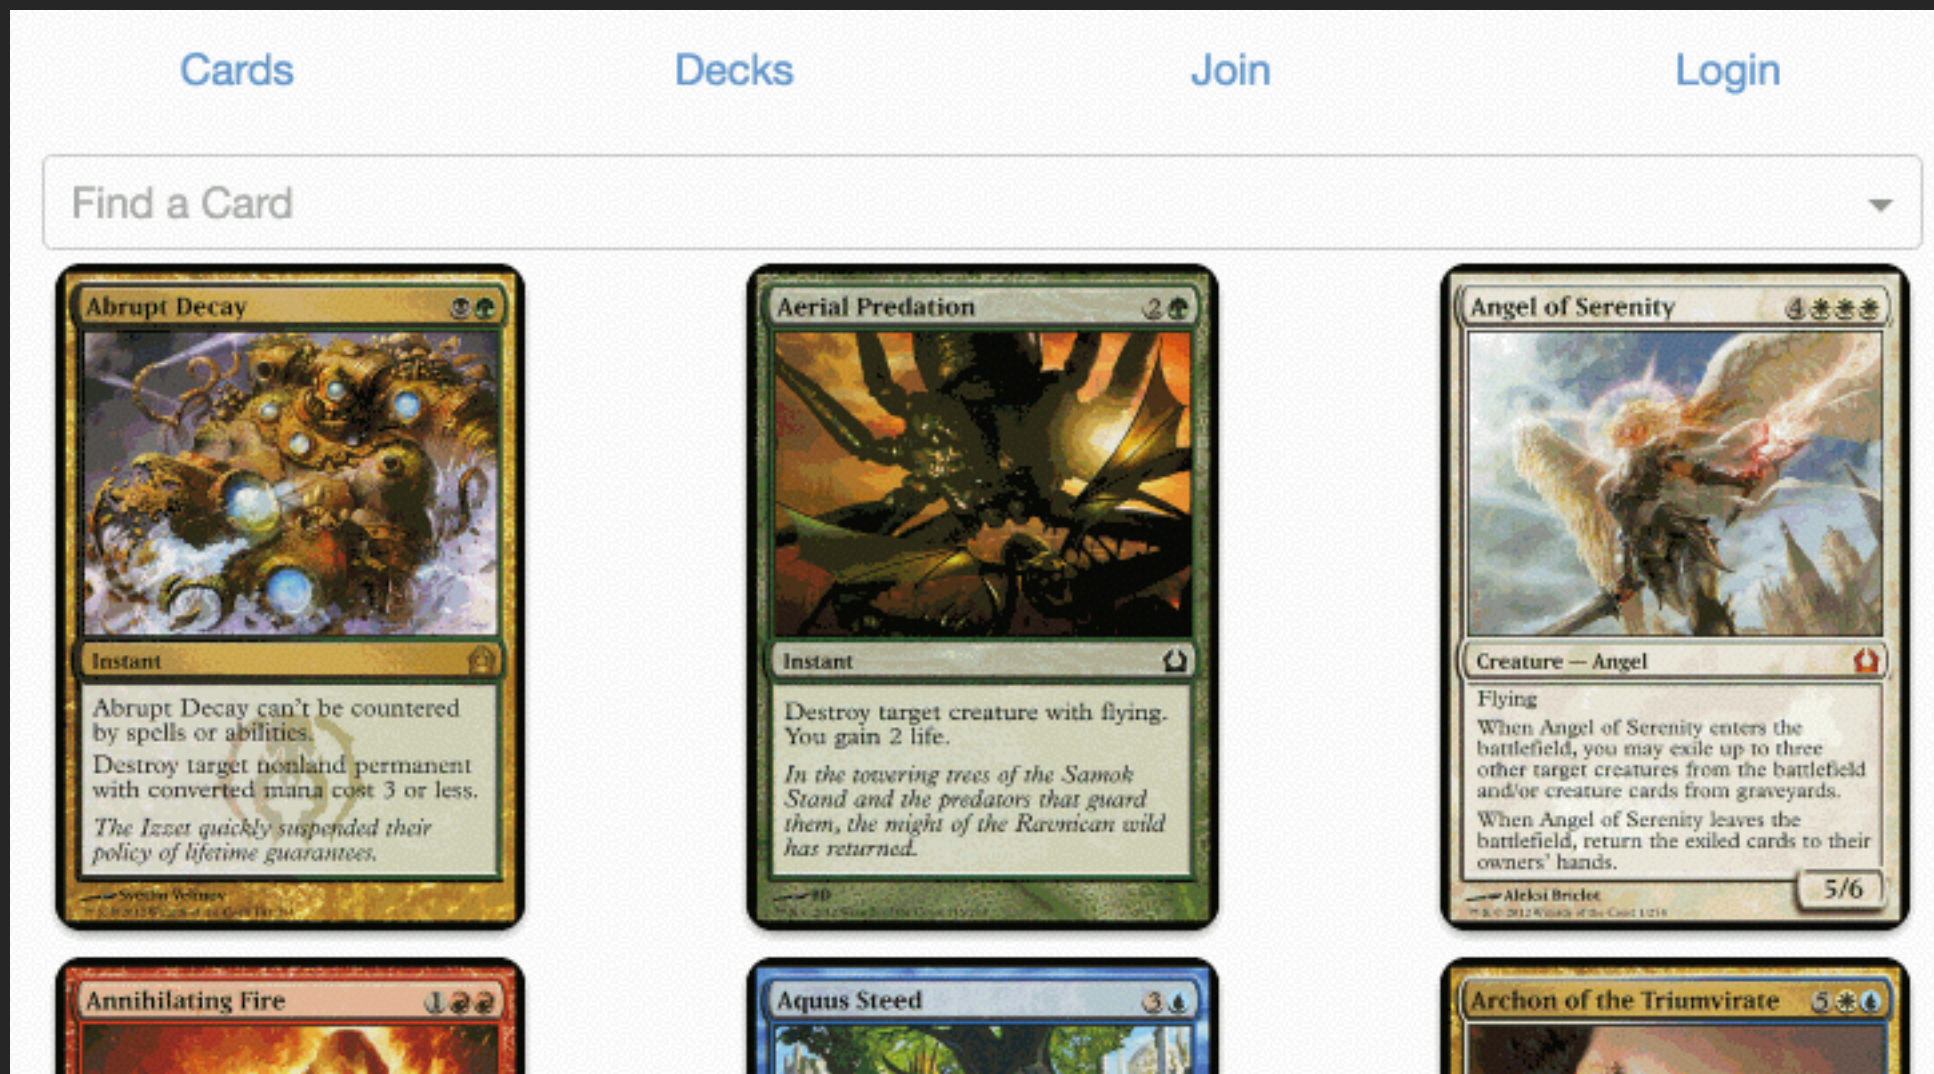 Cards
Decks
Join
Login
Find a Card
Abrupt Decay
Instant
Abrupt Decay can't be countered
by spells or abilities.
Destroy target nonland permanent
with converted mana cost 3 or less.
The Izzet quickly suspended their
policy of lifetime guarantees.
Aerial Predation
2
Instant
Destroy target creature with flying.
You gain 2 life.
In the towering trees of the Samok
Stand and the predators that guard
them, the might of the Ravnican wild
has returned.
Angel of Serenity
4
Creature — Angel
Flying
When Angel of Serenity enters the
battlefield, you may exile up to three
other target creatures from the battlefield
and/or creature cards from graveyards.
When Angel of Serenity leaves the
battlefield, return the exiled cards to their
owners' hands.
Aleksi Briclot
5/6
Annihilating Fire
1
Aquus Steed
3
Archon of the Triumvirate
5